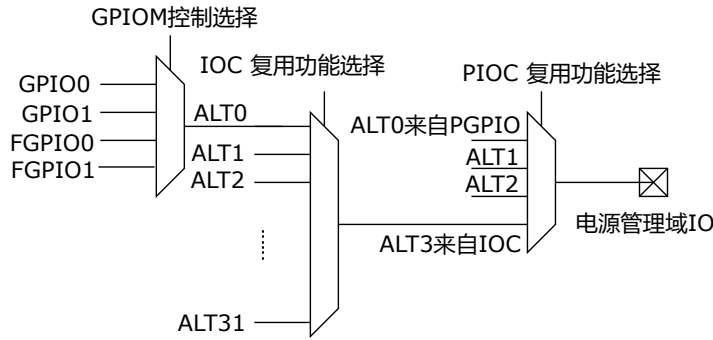 GPIOM控制选择
IOC 复用功能选择
PIOC 复用功能选择
GPIO0
GPIO1
FGPIO0
FGPIO1
ALT0
ALT1
ALT2
ALT31
ALT0来自PGPIO
ALT1
ALT2
ALT3来自IOC
电源管理域IO